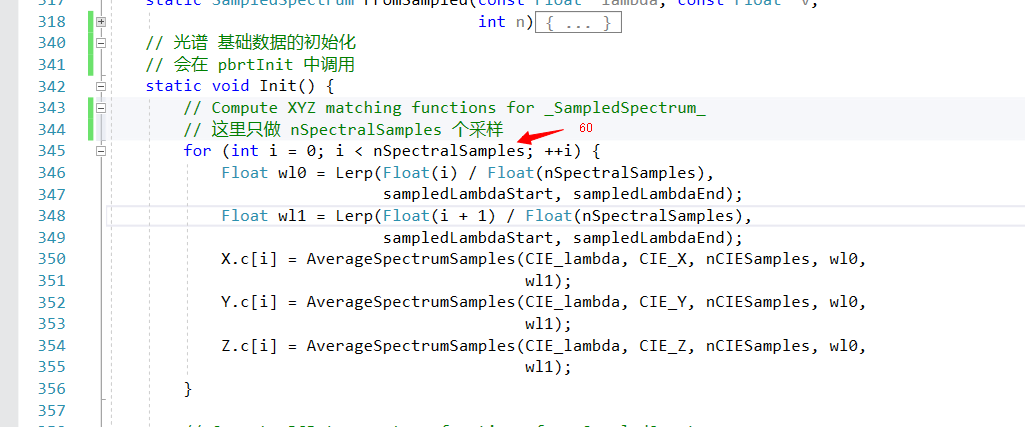 317 static SampledSpectrum FromSampled(const Float *lambda, const Float *v,
318 int n) { ... }
340 // 光谱 基础数据的初始化
341 // 会在 pbrtInit 中调用
342 static void Init() {
343 // Compute XYZ matching functions for _SampledSpectrum_
344 // 这里只做 nSpectralSamples 个采样 60
345 for (int i = 0; i < nSpectralSamples; ++i) {
346 Float wl0 = Lerp(Float(i) / Float(nSpectralSamples),
347 sampledLambdaStart, sampledLambdaEnd);
348 Float wl1 = Lerp(Float(i + 1) / Float(nSpectralSamples),
349 sampledLambdaStart, sampledLambdaEnd);
350 X.c[i] = AverageSpectrumSamples(CIE_lambda, CIE_X, nCIESamples, wl0,
351 wl1);
352 Y.c[i] = AverageSpectrumSamples(CIE_lambda, CIE_Y, nCIESamples, wl0,
353 wl1);
354 Z.c[i] = AverageSpectrumSamples(CIE_lambda, CIE_Z, nCIESamples, wl0,
355 wl1);
356 }
357